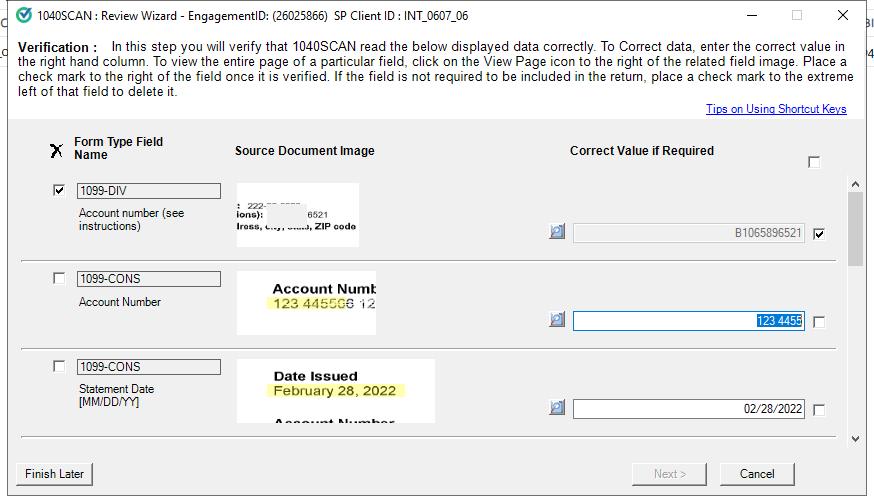 1040SCAN : Review Wizard - EngagementID: (26025866) SP Client ID : INT_0607_06
Verification : In this step you will verify that 1040SCAN read the below displayed data correctly. To Correct data, enter the correct value in
the right hand column. To view the entire page of a particular field, click on the View Page icon to the right of the related field image. Place a
check mark to the right of the field once it is verified. If the field is not required to be included in the return, place a check mark to the extreme
left of that field to delete it.
Tips on Using Shortcut Keys
X Form Type Field
Name
Source Document Image
Correct Value if Required
1099-DIV
Account number (see
instructions)
: 222-
ions): 6521
dress, city, state, ZIP code
B1065896521
1099-CONS
Account Number
Account Numb
123 445566 12
123 4455
1099-CONS
Statement Date
[MM/DD/YY]
Date Issued
February 28, 2022
Account Number
02/28/2022
Finish Later
Next >
Cancel